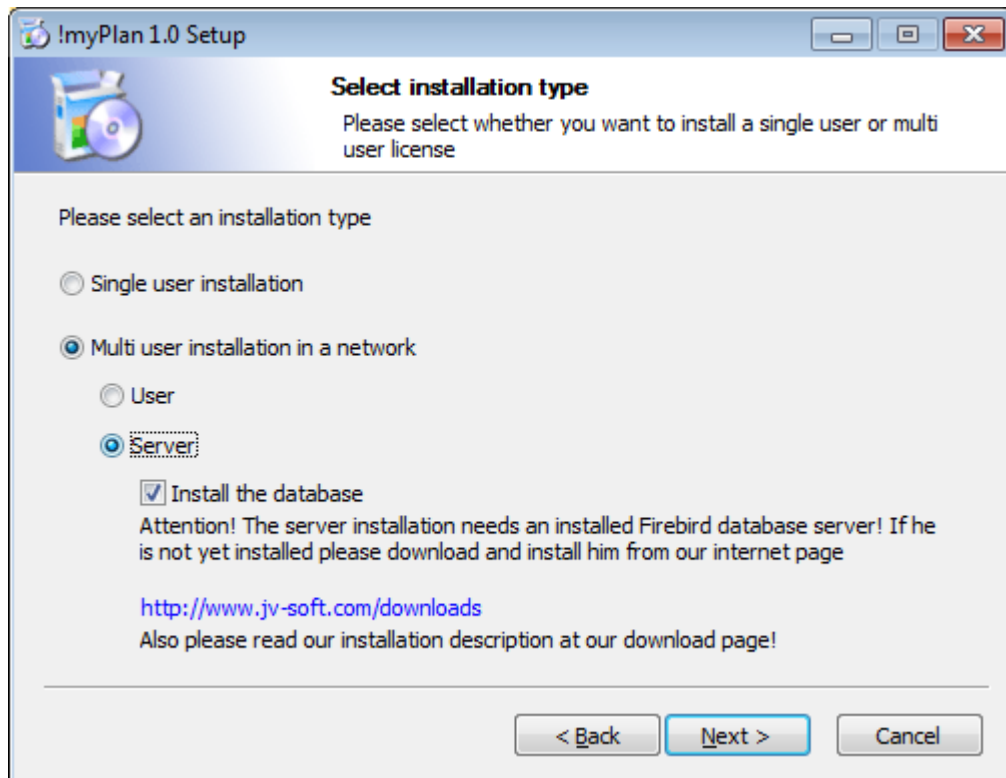 !myPlan 1.0 Setup
Select installation type
Please select whether you want to install a single user or multi
user license
Please select an installation type
Single user installation
Multi user installation in a network
User
Server
Install the database
Attention! The server installation needs an installed Firebird database server! If he
is not yet installed please download and install him from our internet page
http://www.jv-soft.com/downloads
Also please read our installation description at our download page!
< Back
Next >
Cancel